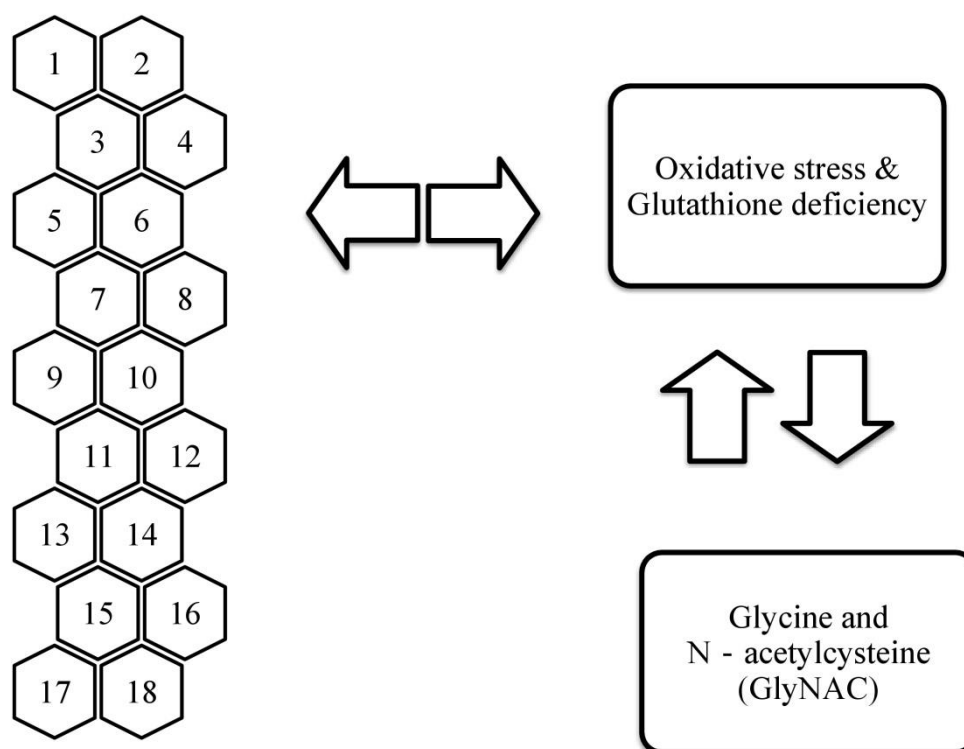 1 2
3 4
5 6
7 8
9 10
11 12
13 14
15 16
17 18
Oxidative stress &
Glutathione deficiency
Glycine and
N - acetylcysteine
(GlyNAC)